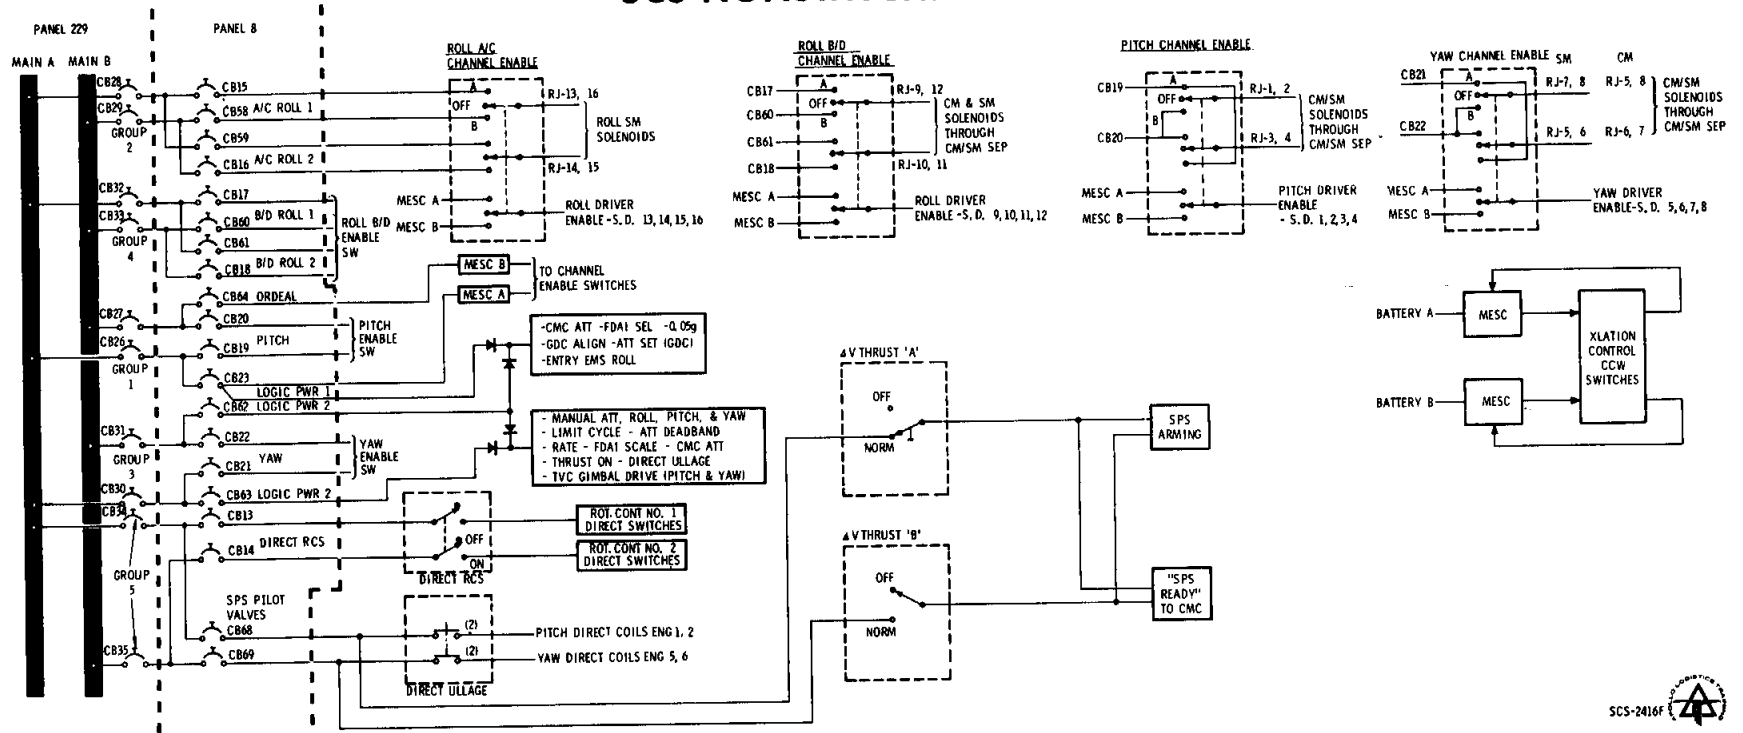 PANEL 229
PANEL 8
MAIN A
MAIN B
CB28
CB29
GROUP
2
CB32
CB33
GROUP
4
CB27
CB26
GROUP
1
CB31
GROUP
3
CB30
CB34
GROUP
5
CB35
CB15
CB58 A/C ROLL 1
CB59
CB16 A/C ROLL 2
CB17
CB60 B/D ROLL 1
CB61
CB18 B/D ROLL 2
ROLL B/D
ENABLE
SW
CB64 ORDEAL
CB20
CB19 PITCH
PITCH
ENABLE
SW
CB23
LOGIC PWR 1
CB62 LOGIC PWR 2
CB22
CB21 YAW
YAW
ENABLE
SW
CB63 LOGIC PWR 2
CB13
CB14 DIRECT RCS
SPS PILOT
VALVES
CB68
CB69
ROLL A/C
CHANNEL ENABLE
A
OFF
B
RJ-13, 16
ROLL SM
SOLENOIDS
RJ-14, 15
MESC A
MESC B
ROLL DRIVER
ENABLE -S.D. 13, 14, 15, 16
MESC B
MESC A
TO CHANNEL
ENABLE SWITCHES
-CMC ATT -FDAI SEL -0.05g
-GDC ALIGN -ATT SET (GDC)
-ENTRY EMS ROLL
- MANUAL ATT, ROLL, PITCH, & YAW
- LIMIT CYCLE - ATT DEADBAND
- RATE - FDAI SCALE - CMC ATT
- THRUST ON - DIRECT ULLAGE
- TVC GIMBAL DRIVE (PITCH & YAW)
OFF
ON
DIRECT RCS
ROT. CONT NO. 1
DIRECT SWITCHES
ROT. CONT NO. 2
DIRECT SWITCHES
(2)
PITCH DIRECT COILS ENG 1, 2
(2)
YAW DIRECT COILS ENG 5, 6
DIRECT ULLAGE
ROLL B/D
CHANNEL ENABLE
CB17
CB60
CB61
CB18
A
OFF
B
RJ-9, 12
CM & SM
SOLENOIDS
THROUGH
CM/SM SEP
RJ-10, 11
MESC A
MESC B
ROLL DRIVER
ENABLE -S.D. 9, 10, 11, 12
PITCH CHANNEL ENABLE
CB19
CB20
A
OFF
B
RJ-1, 2
RJ-3, 4
CM/SM
SOLENOIDS
THROUGH
CM/SM SEP
MESC A
MESC B
PITCH DRIVER
ENABLE
- S.D. 1, 2, 3, 4
YAW CHANNEL ENABLE
SM
CM
CB21
CB22
A
OFF
B
RJ-7, 8
RJ-5, 8
RJ-5, 6
RJ-6, 7
CM/SM
SOLENOIDS
THROUGH
CM/SM SEP
MESC A
MESC B
YAW DRIVER
ENABLE-S.D. 5,6,7,8
Δ V THRUST 'A'
OFF
NORM
Δ V THRUST 'B'
OFF
NORM
SPS
ARMING
"SPS
READY"
TO CMC
BATTERY A
MESC
BATTERY B
MESC
XLATION
CONTROL
CCW
SWITCHES
SCS-2416F